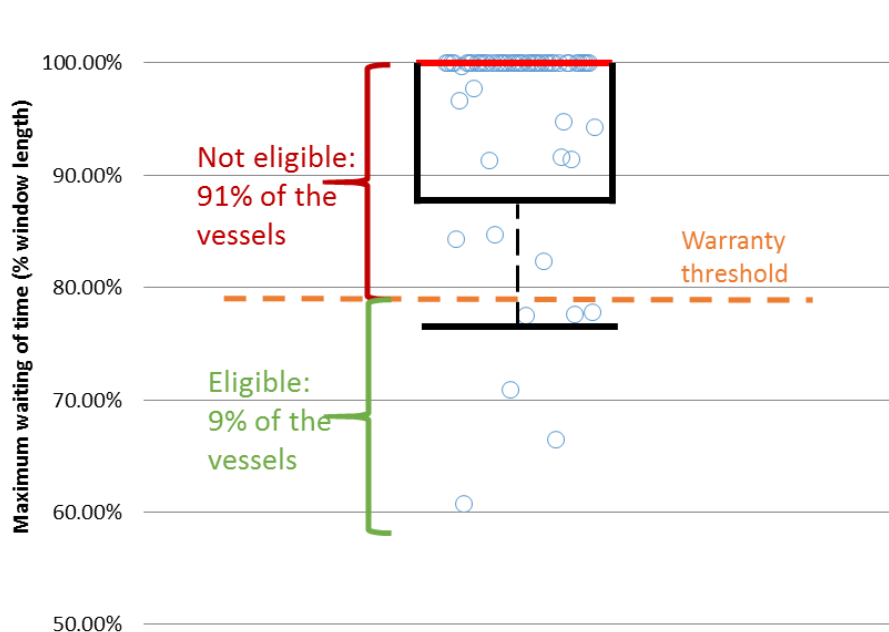 Maximum waiting of time (% window length)
100.00%
90.00%
80.00%
70.00%
60.00%
50.00%
Not eligible:
91% of the
vessels
Warranty
threshold
Eligible:
9% of the
vessels